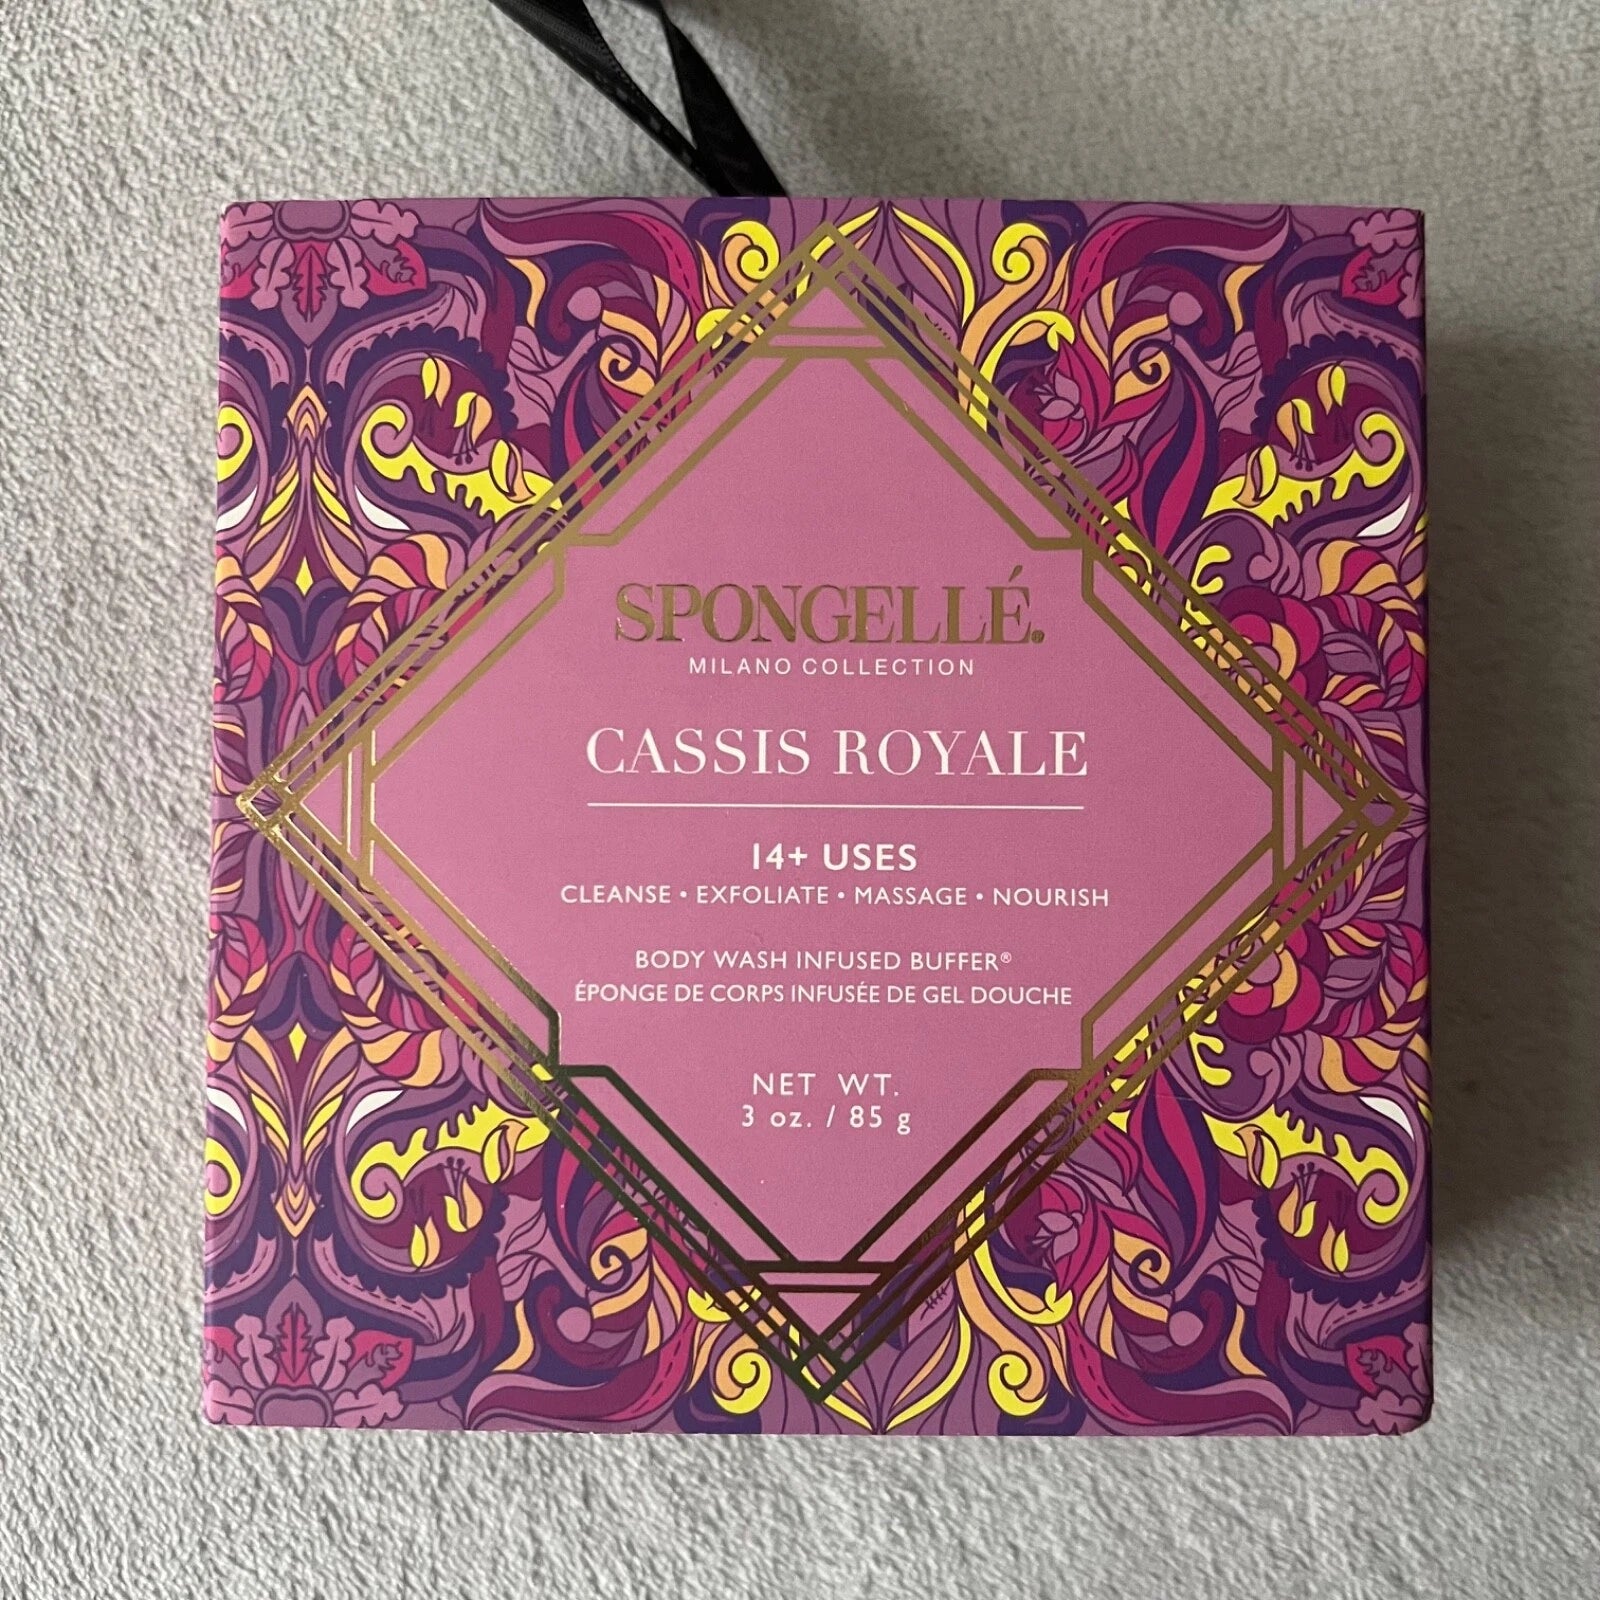 SPONGELLÉ®
MILANO COLLECTION
CASSIS ROYALE
14+ USES
CLEANSE • EXFOLIATE • MASSAGE • NOURISH
BODY WASH INFUSED BUFFER®
ÉPONGE DE CORPS INFUSÉE DE GEL DOUCHE
NET WT.
3 oz. / 85 g